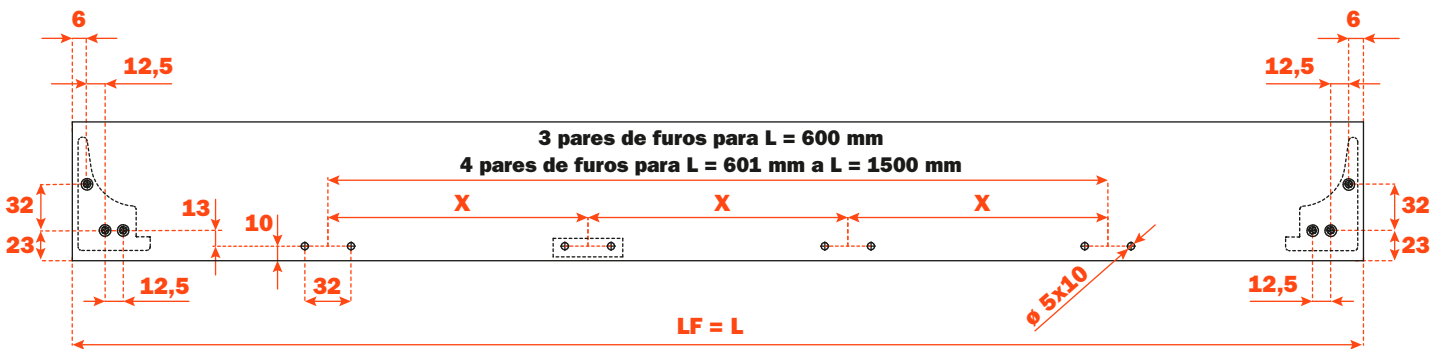 6
6
12,5
12,5
3 pares de furos para L = 600 mm
4 pares de furos para L = 601 mm a L = 1500 mm
X
X
X
32
13
10
23
32
23
12,5
32
ø 5x10
12,5
LF = L